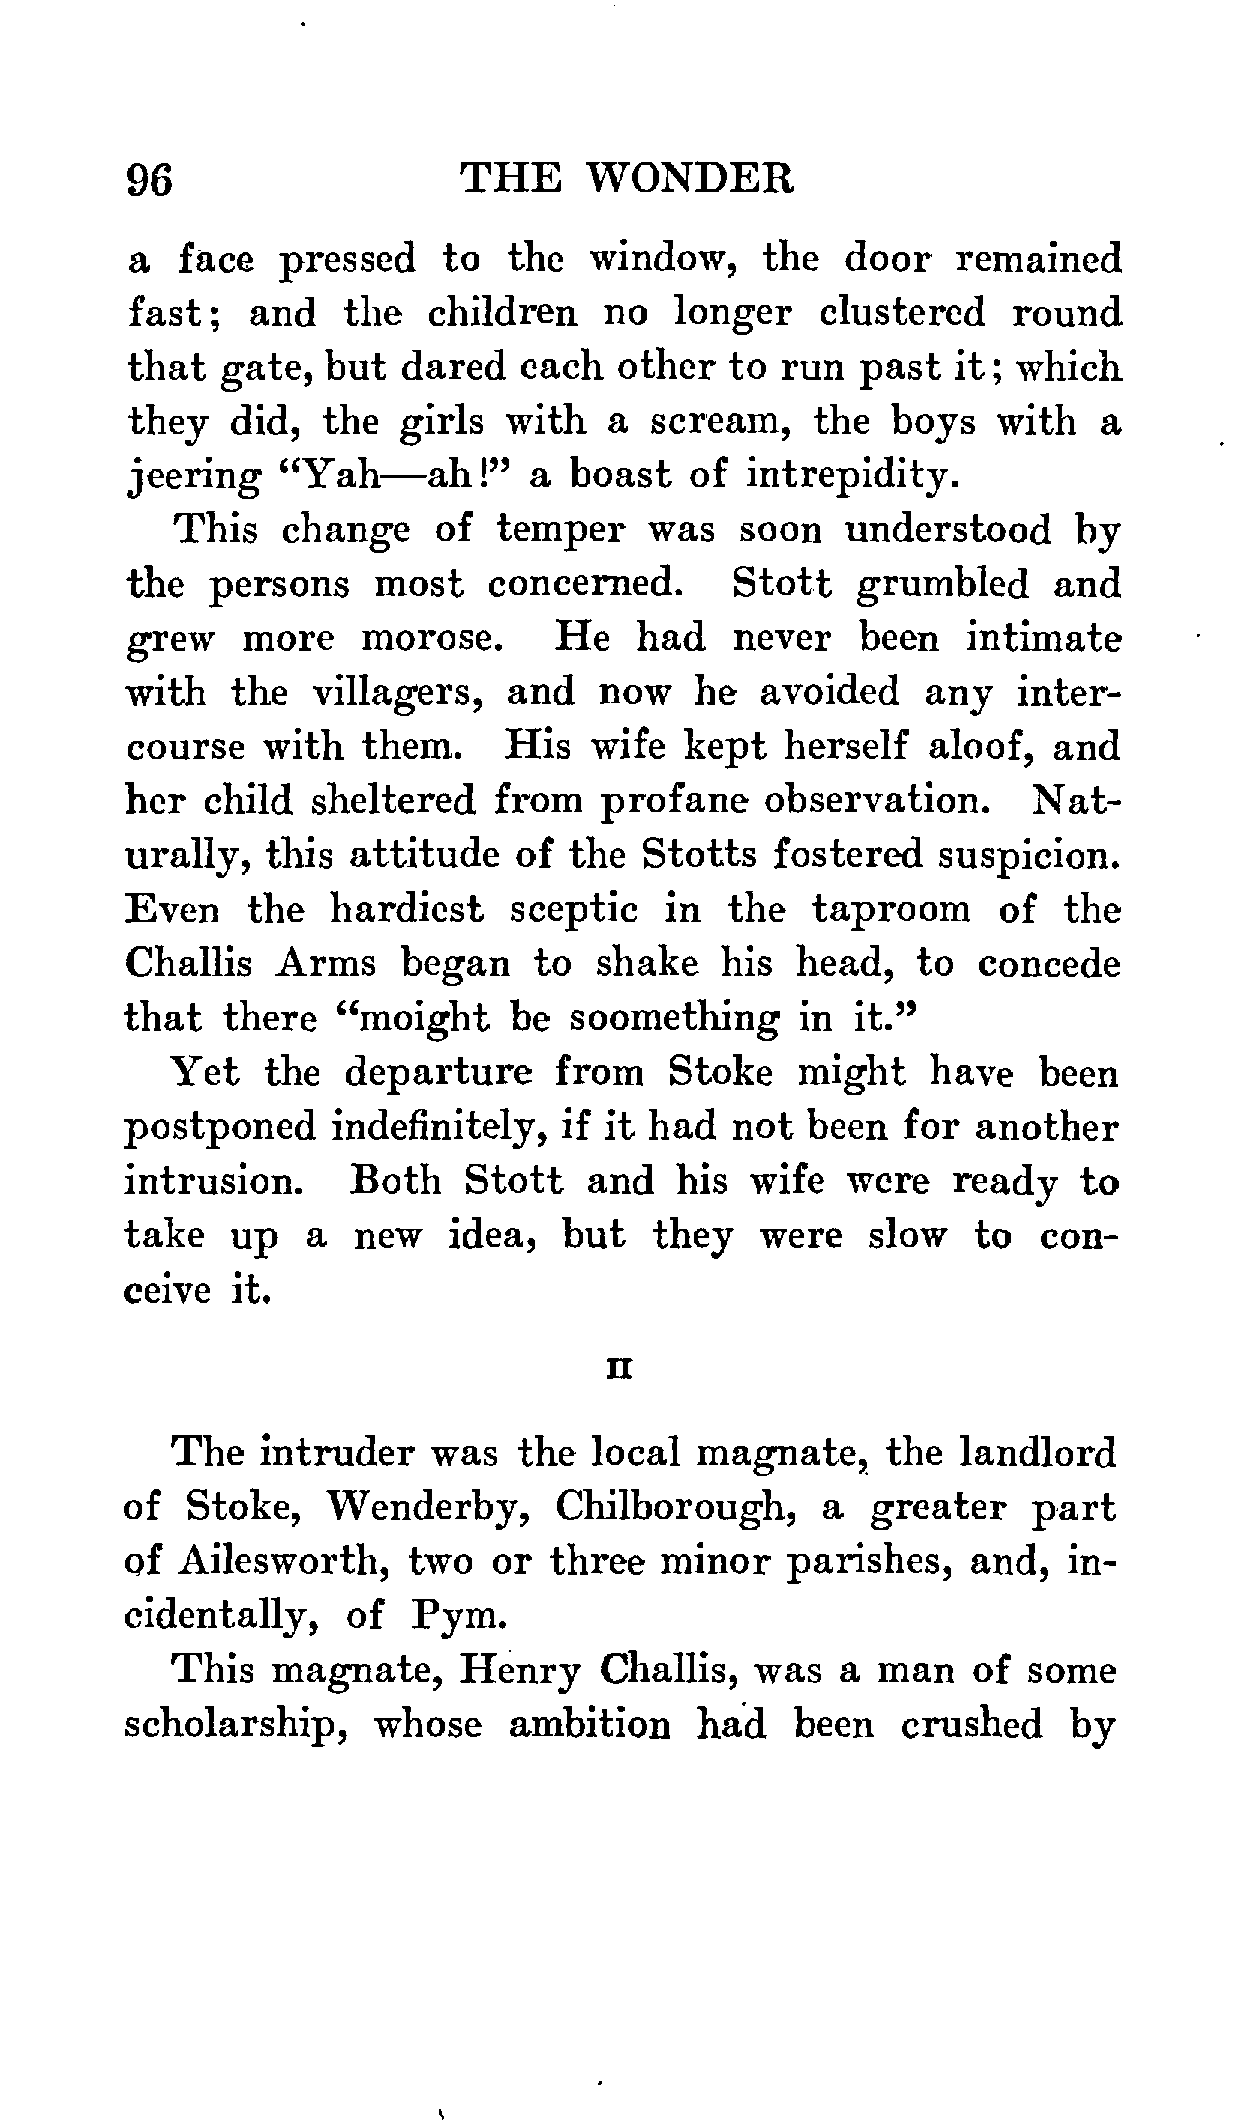 96 THE WONDER
a face pressed to the window, the door remained
fast; and the children no longer clustered round
that gate, but dared each other to run past it; which
they did, the girls with a scream, the boys with a
jeering “Yah—ah!” a boast of intrepidity.
This change of temper was soon understood by
the persons most concerned. Stott grumbled and
grew more morose. He had never been intimate
with the villagers, and now he avoided any inter-
course with them. His wife kept herself aloof, and
her child sheltered from profane observation. Nat-
urally, this attitude of the Stotts fostered suspicion.
Even the hardiest sceptic in the taproom of the
Challis Arms began to shake his head, to concede
that there “moight be soomething in it.”
Yet the departure from Stoke might have been
postponed indefinitely, if it had not been for another
intrusion. Both Stott and his wife were ready to
take up a new idea, but they were slow to con-
ceive it.
II
The intruder was the local magnate, the landlord
of Stoke, Wenderby, Chilborough, a greater part
of Ailesworth, two or three minor parishes, and, in-
cidentally, of Pym.
This magnate, Henry Challis, was a man of some
scholarship, whose ambition had been crushed by